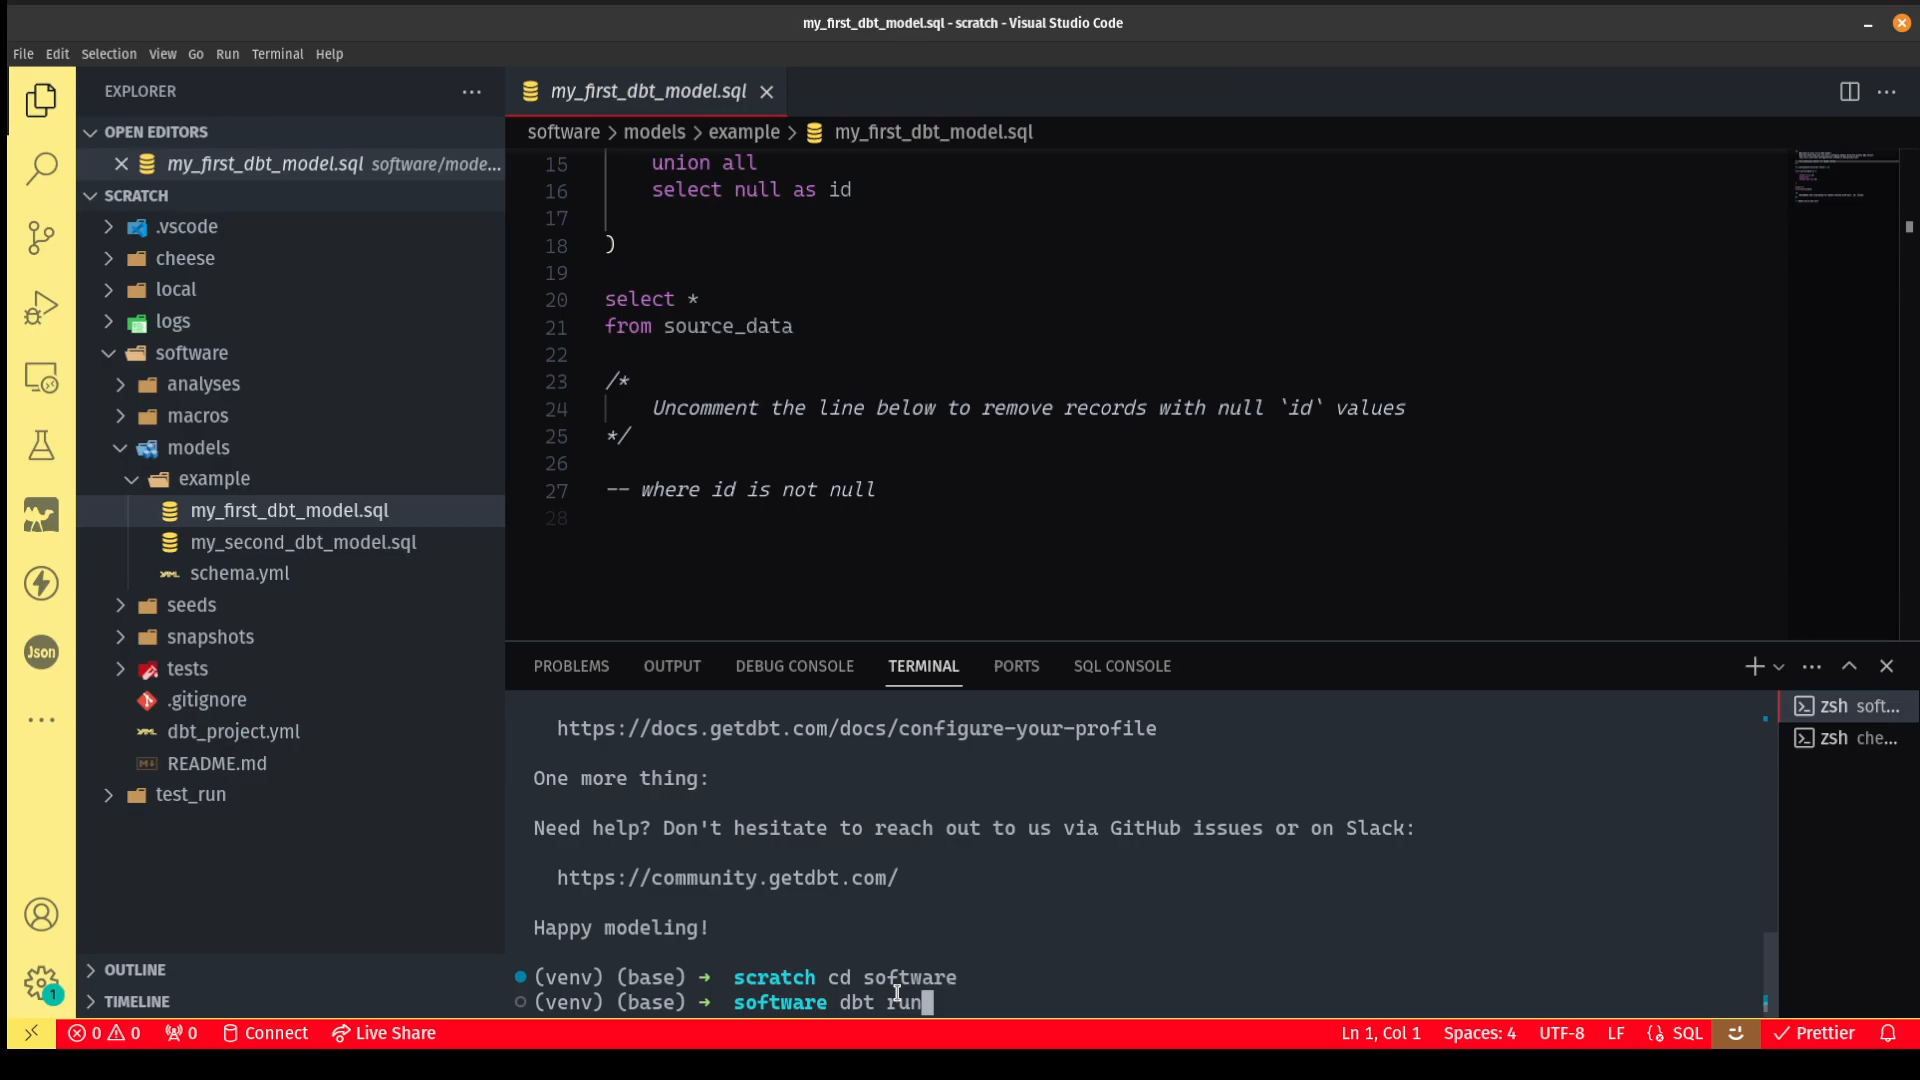 my_first_dbt_model.sql - scratch - Visual Studio Code
File Edit Selection View Go Run Terminal Help
EXPLORER
OPEN EDITORS
my_first_dbt_model.sql software/mode...
SCRATCH
.vscode
cheese
local
logs
software
analyses
macros
models
example
my_first_dbt_model.sql
my_second_dbt_model.sql
schema.yml
seeds
snapshots
tests
.gitignore
dbt_project.yml
README.md
test_run
OUTLINE
TIMELINE
Json
1
my_first_dbt_model.sql
software > models > example > my_first_dbt_model.sql
15 union all
16 select null as id
17
18 )
19
20 select *
21 from source_data
22
23 /*
24 Uncomment the line below to remove records with null `id` values
25 */
26
27 -- where id is not null
28
PROBLEMS OUTPUT DEBUG CONSOLE TERMINAL PORTS SQL CONSOLE
https://docs.getdbt.com/docs/configure-your-profile
One more thing:
Need help? Don't hesitate to reach out to us via GitHub issues or on Slack:
https://community.getdbt.com/
Happy modeling!
(venv) (base) → scratch cd software
(venv) (base) → software dbt run
zsh soft...
zsh che...
0 0 0 Connect Live Share Ln 1, Col 1 Spaces: 4 UTF-8 LF SQL Prettier